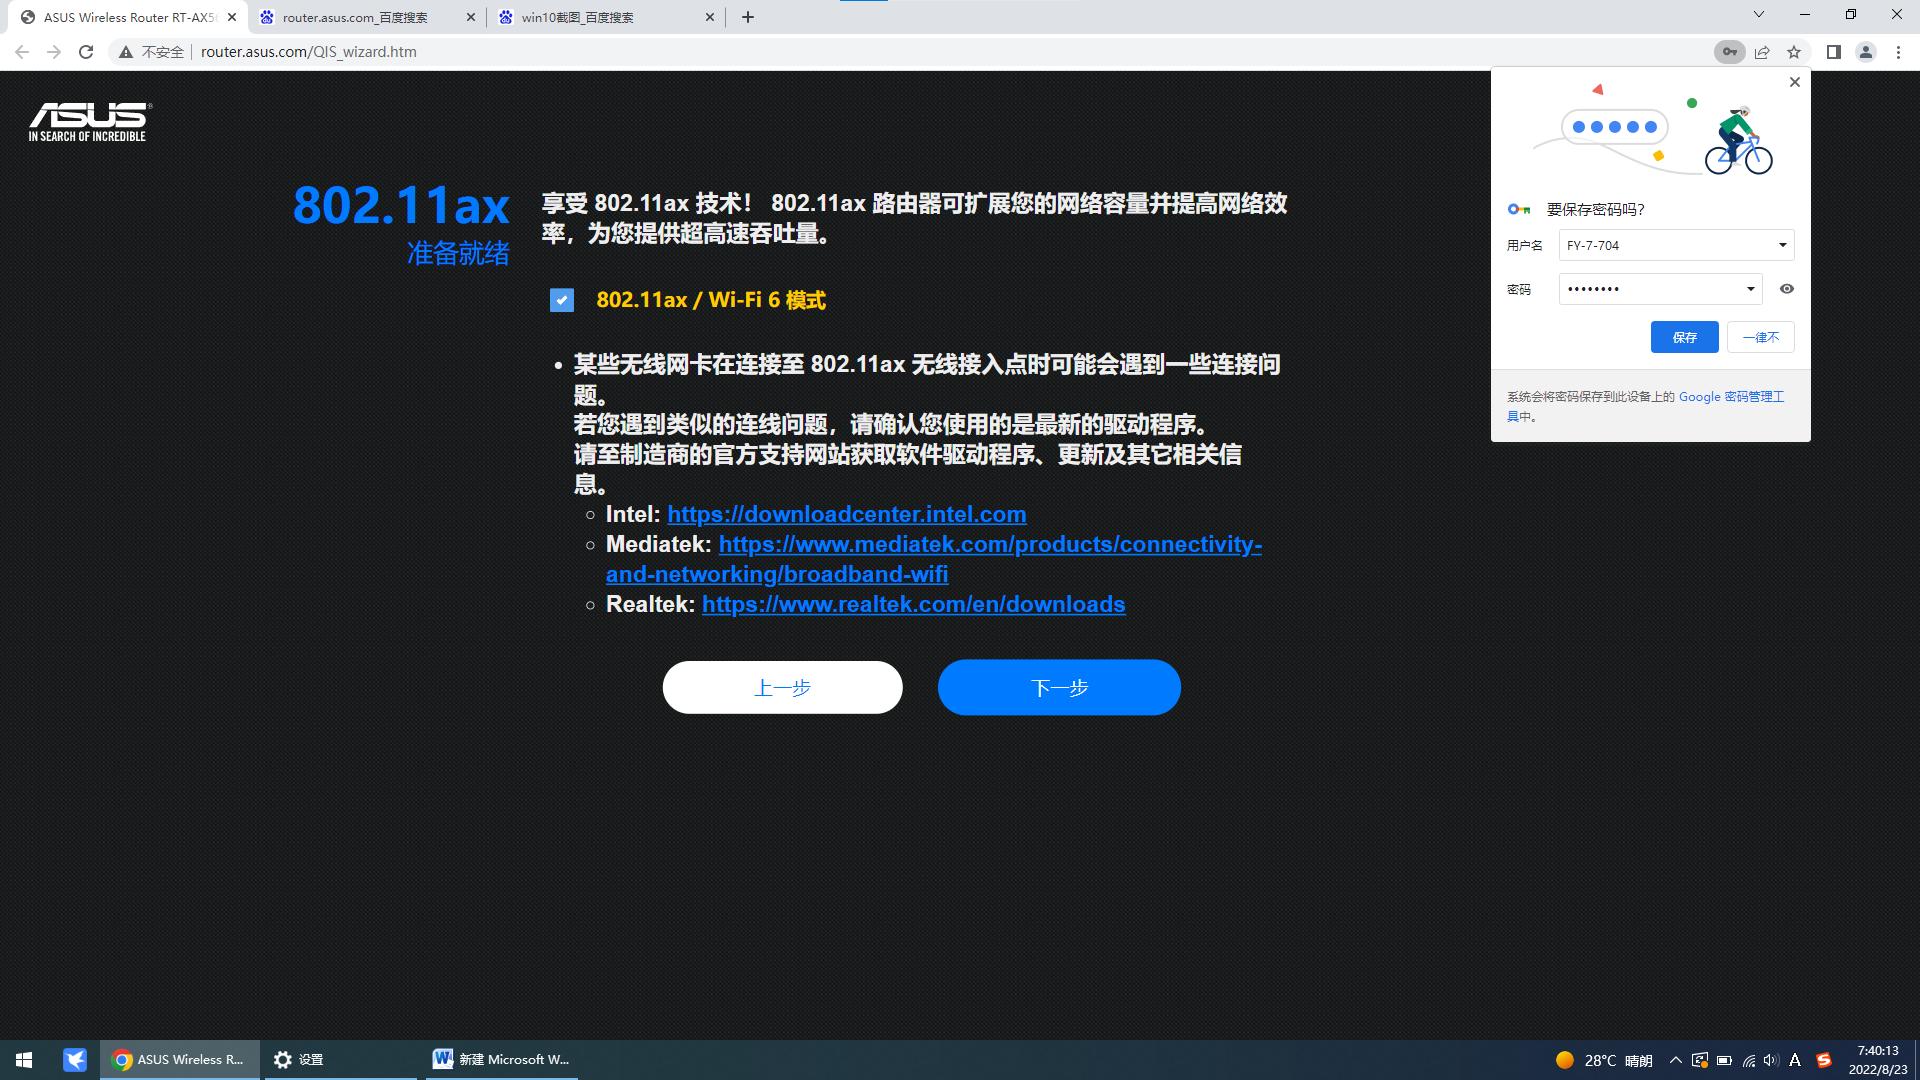 ASUS Wireless Router RT-AX56
router.asus.com_百度搜索
win10截图_百度搜索
不安全
router.asus.com/QIS_wizard.htm
ASUS
IN SEARCH OF INCREDIBLE
802.11ax
准备就绪
享受 802.11ax 技术！ 802.11ax 路由器可扩展您的网络容量并提高网络效
率，为您提供超高速吞吐量。
802.11ax / Wi-Fi 6 模式
某些无线网卡在连接至 802.11ax 无线接入点时可能会遇到一些连接问
题。
若您遇到类似的连线问题，请确认您使用的是最新的驱动程序。
请至制造商的官方支持网站获取软件驱动程序、更新及其它相关信
息。
Intel: https://downloadcenter.intel.com
Mediatek: https://www.mediatek.com/products/connectivity-
and-networking/broadband-wifi
Realtek: https://www.realtek.com/en/downloads
上一步
下一步
要保存密码吗？
用户名 FY-7-704
密码 ••••••••
保存
一律不
系统会将密码保存到此设备上的 Google 密码管理工
具中。
ASUS Wireless R...
设置
新建 Microsoft W...
28°C 晴朗
A
7:40:13
2022/8/23